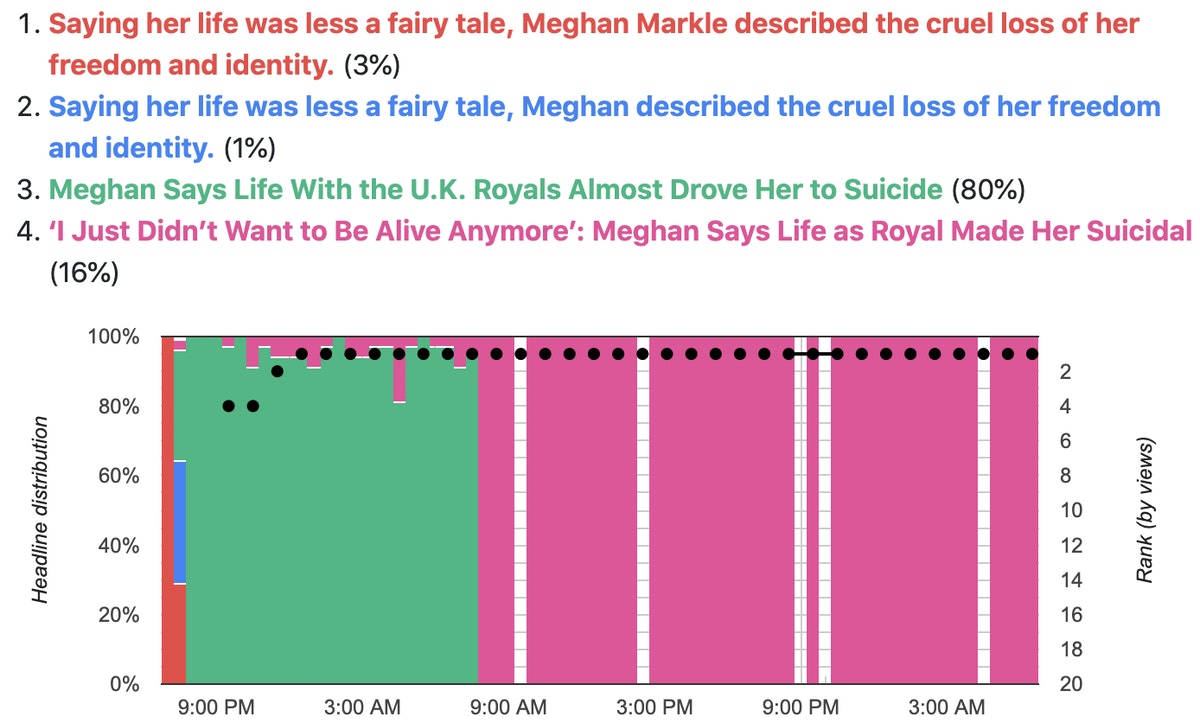 1. Saying her life was less a fairy tale, Meghan Markle described the cruel loss of her
freedom and identity. (3%)
2. Saying her life was less a fairy tale, Meghan described the cruel loss of her freedom
and identity. (1%)
3. Meghan Says Life With the U.K. Royals Almost Drove Her to Suicide (80%)
4. ‘I Just Didn’t Want to Be Alive Anymore’: Meghan Says Life as Royal Made Her Suicidal
(16%)
100%
80%
60%
40%
20%
0%
Headline distribution
2
4
6
8
10
12
14
16
18
20
Rank (by views)
9:00 PM
3:00 AM
9:00 AM
3:00 PM
9:00 PM
3:00 AM